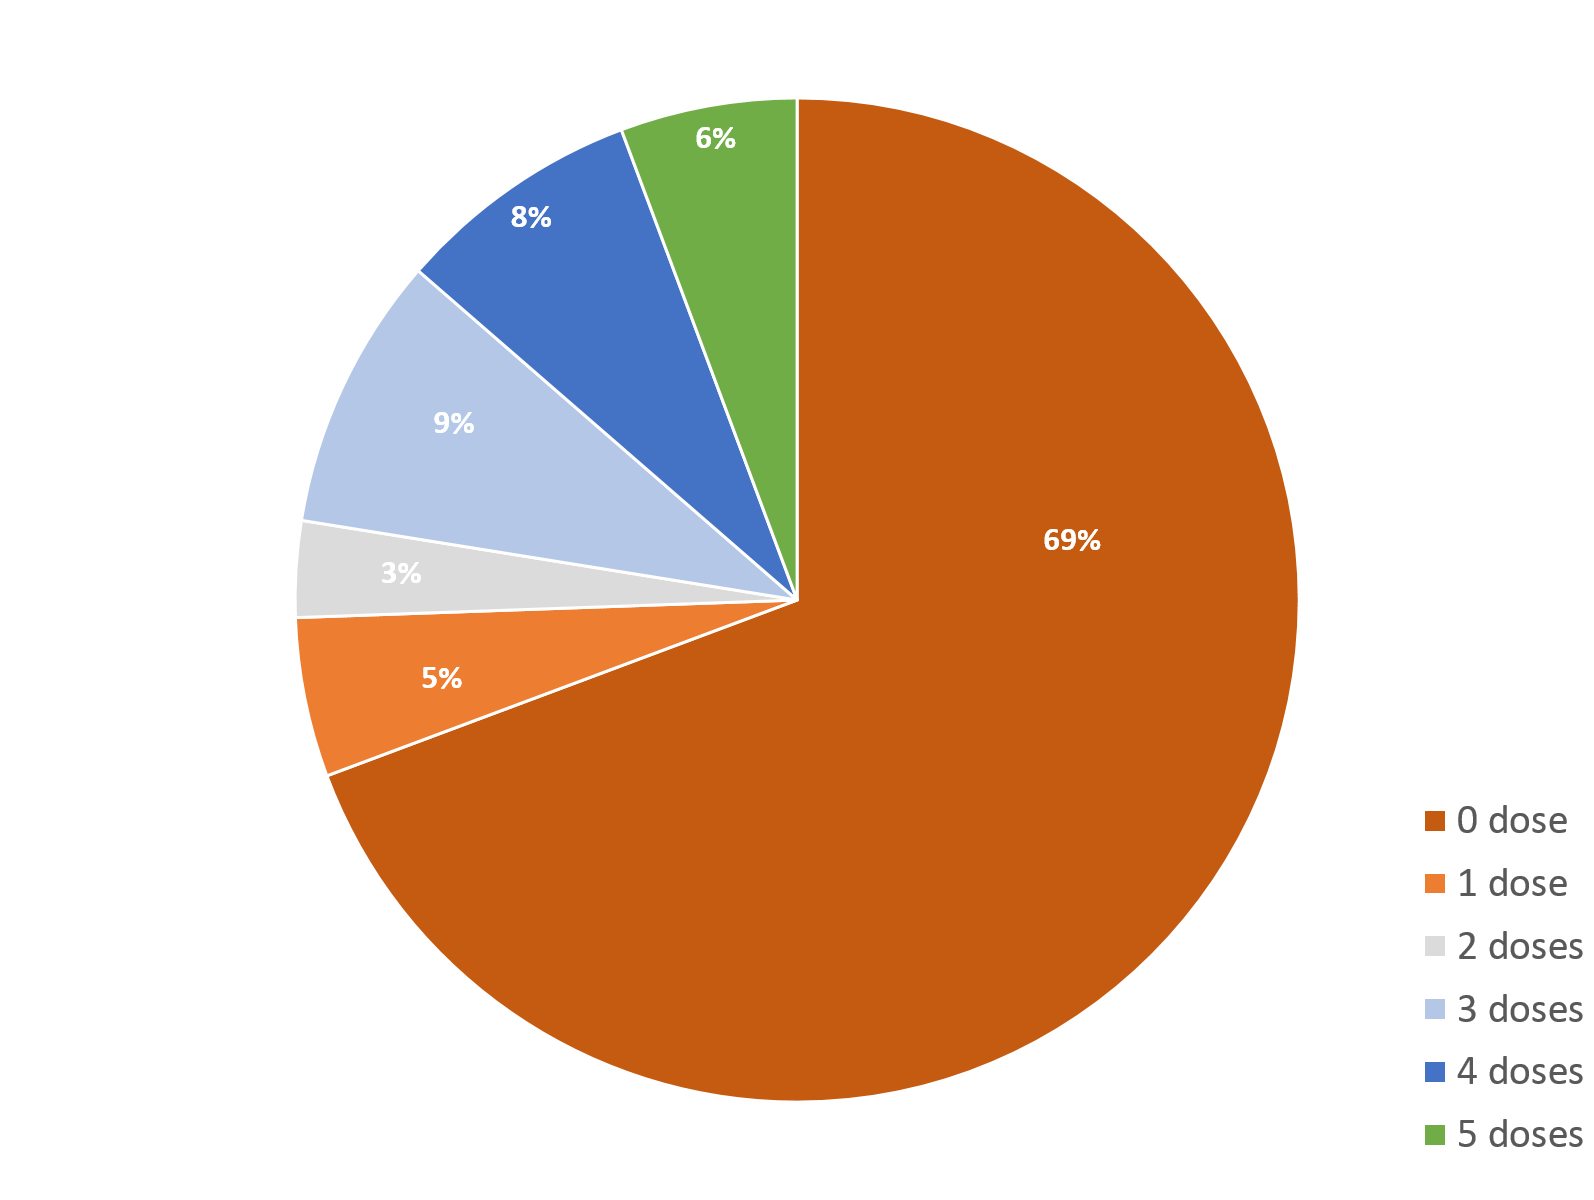 6%
8%
9%
69%
3%
5%
0 dose
1 dose
2 doses
3 doses
4 doses
5 doses